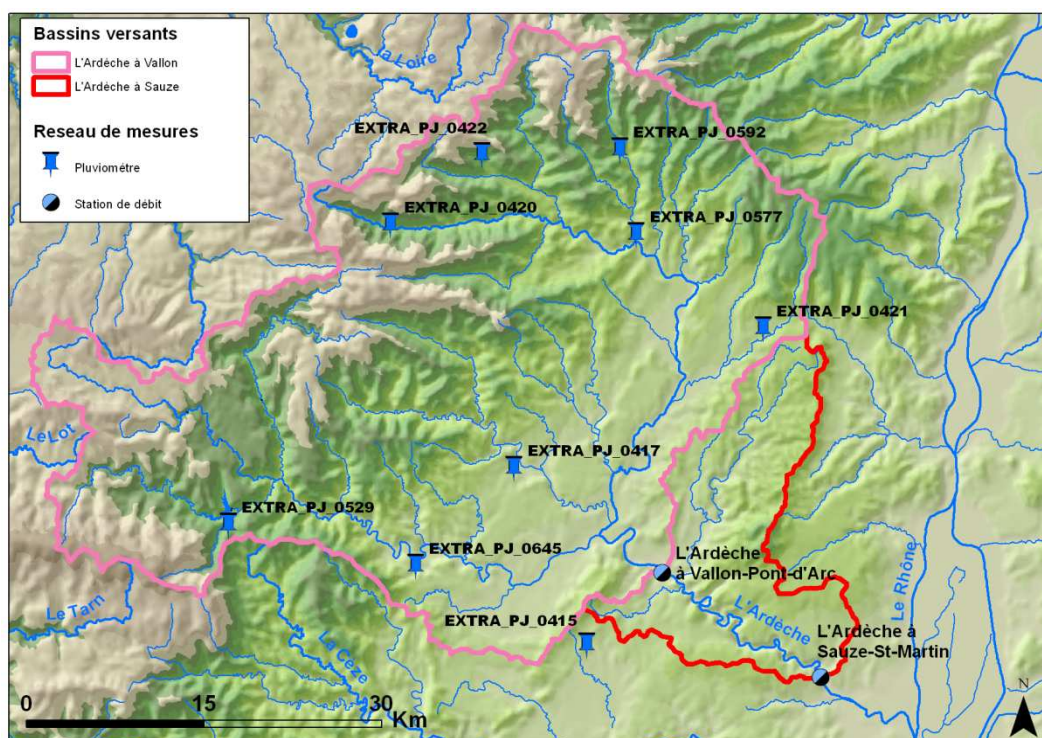 Bassins versants
L'Ardèche à Vallon
L'Ardèche à Sauze
Reseau de mesures
Pluviométre
Station de débit
la Loire
EXTRA_PJ_0422
EXTRA_PJ_0592
EXTRA_PJ_0420
EXTRA_PJ_0577
EXTRA_PJ_0421
Le Lot
EXTRA_PJ_0417
EXTRA_PJ_0529
EXTRA_PJ_0645
L'Ardèche
à Vallon-Pont-d'Arc
Le Tarn
La Cèze
EXTRA_PJ_0415
L'Ardèche
Le Rhône
L'Ardèche à
Sauze-St-Martin
0 15 30
Km
N